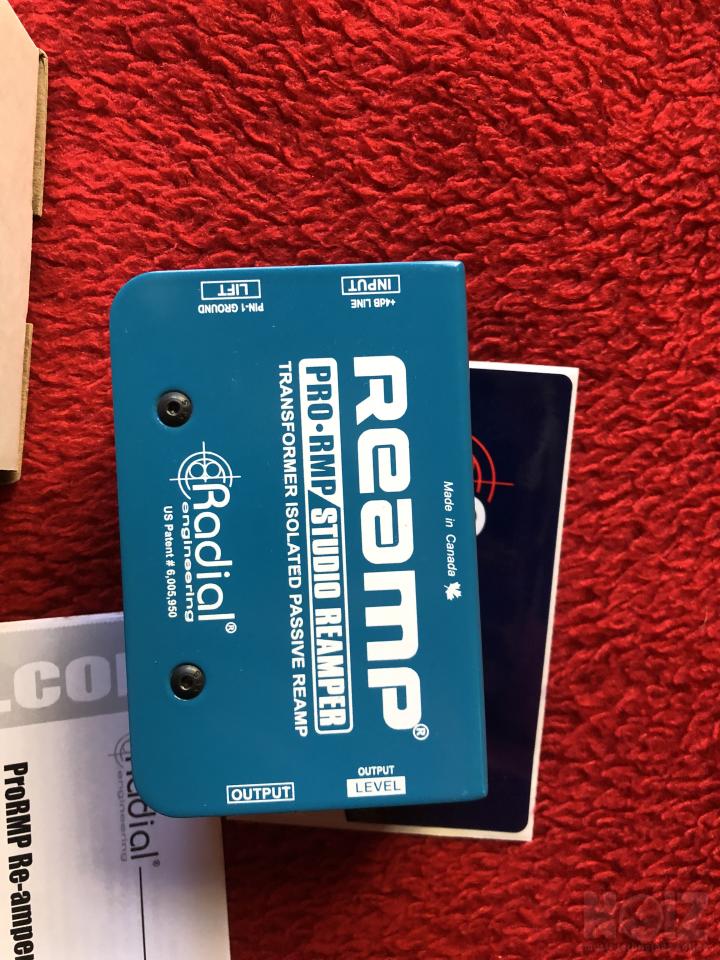 Made in Canada
Reamp®
PRO·RMP/STUDIO REAMPER
TRANSFORMER ISOLATED PASSIVE REAMP
Radial®
engineering
US Patent # 6,005,950
+4dB LINE
INPUT
PIN-1 GROUND
LIFT
OUTPUT
LEVEL
OUTPUT
Radial®
engineering
ProRMP Re-amper
HOIZ